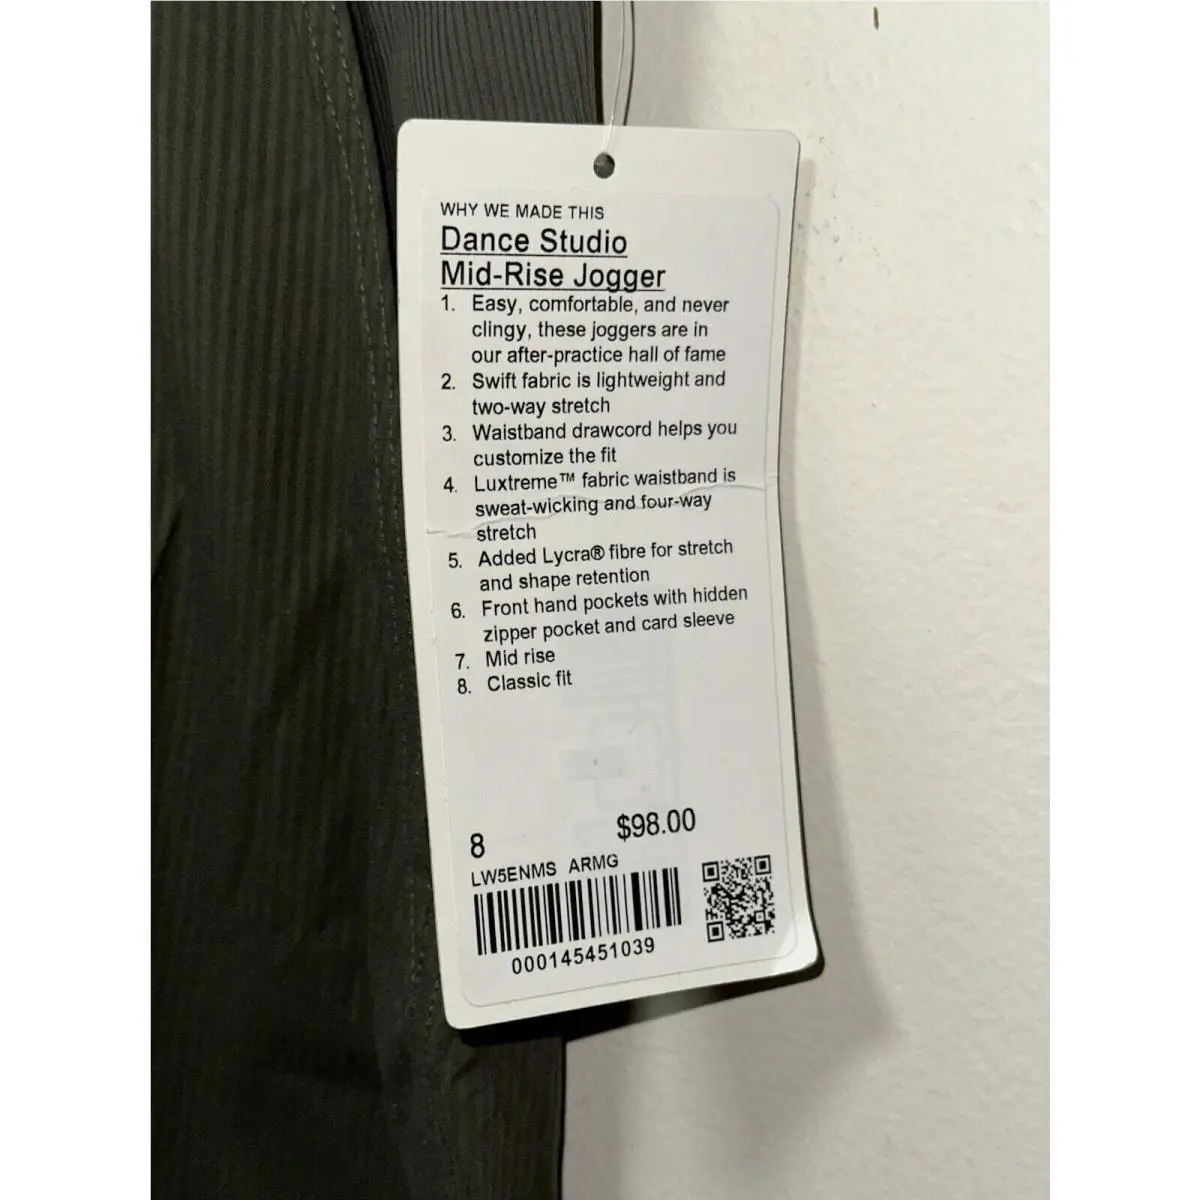 WHY WE MADE THIS
Dance Studio
Mid-Rise Jogger
1. Easy, comfortable, and never
clingy, these joggers are in
our after-practice hall of fame
2. Swift fabric is lightweight and
two-way stretch
3. Waistband drawcord helps you
customize the fit
4. Luxtreme™ fabric waistband is
sweat-wicking and four-way
stretch
5. Added Lycra® fibre for stretch
and shape retention
6. Front hand pockets with hidden
zipper pocket and card sleeve
7. Mid rise
8. Classic fit
8 $98.00
LW5ENMS ARMG
000145451039